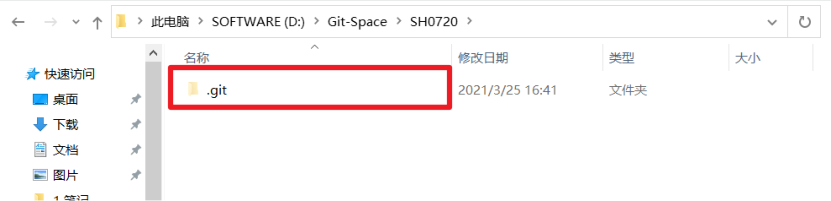 此电脑 > SOFTWARE (D:) > Git-Space > SH0720 >
名称 修改日期 类型 大小
快速访问
.git 2021/3/25 16:41 文件夹
桌面
下载
文档
图片